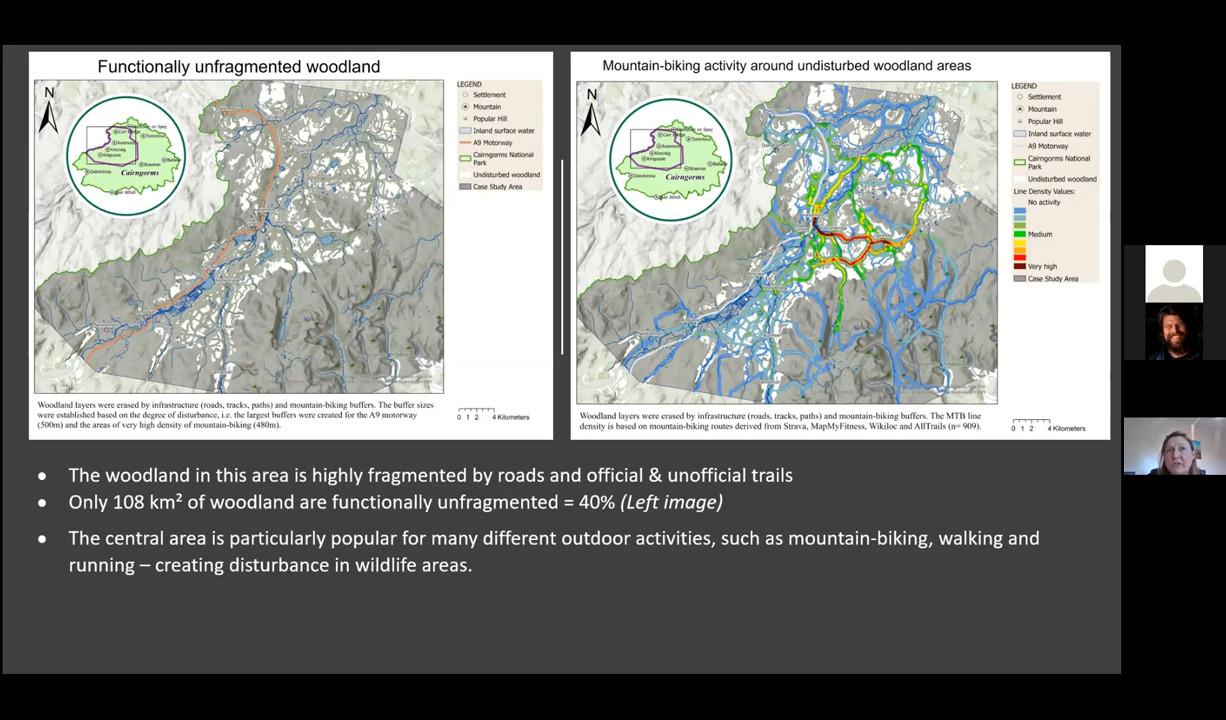 Functionally unfragmented woodland
N
Cairngorms
LEGEND
Settlement
Mountain
Popular Hill
Inland surface water
A9 Motorway
Cairngorms National
Park
Undisturbed woodland
Case Study Area
Woodland layers were erased by infrastructure (roads, tracks, paths) and mountain-biking buffers. The buffer sizes
were established based on the degree of disturbance, i.e. the largest buffers were created for the A9 motorway
(500m) and the areas of very high density of mountain-biking (480m).
0 1 2 4 Kilometers
Mountain-biking activity around undisturbed woodland areas
N
Cairngorms
LEGEND
Settlement
Mountain
Popular Hill
Inland surface water
A9 Motorway
Cairngorms National
Park
Undisturbed woodland
Line Density Values:
No activity
Medium
Very high
Case Study Area
Woodland layers were erased by infrastructure (roads, tracks, paths) and mountain-biking buffers. The MTB line
density is based on mountain-biking routes derived from Strava, MapMyFitness, Wikiloc and AllTrails (n= 909).
0 1 2 4 Kilometers
• The woodland in this area is highly fragmented by roads and official & unofficial trails
• Only 108 km² of woodland are functionally unfragmented = 40% (Left image)
• The central area is particularly popular for many different outdoor activities, such as mountain-biking, walking and
running – creating disturbance in wildlife areas.